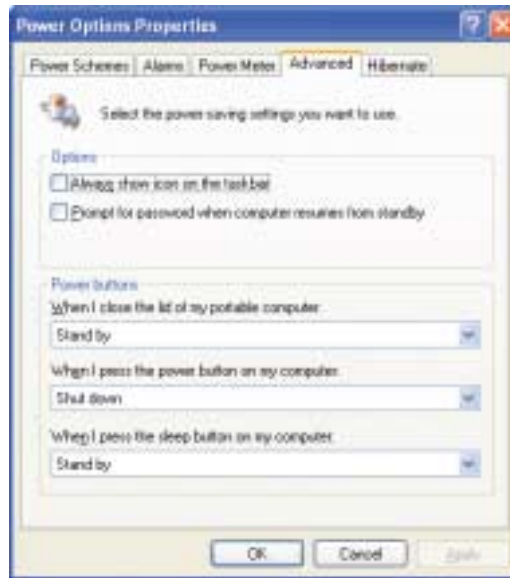 Power Options Properties
Power Schemes Alarms Power Meter Advanced Hibernate
Select the power saving settings you want to use.
Options
Always show icon on the taskbar
Prompt for password when computer resumes from standby
Power buttons
When I close the lid of my portable computer:
Stand by
When I press the power button on my computer:
Shut down
When I press the sleep button on my computer:
Stand by
OK Cancel Apply